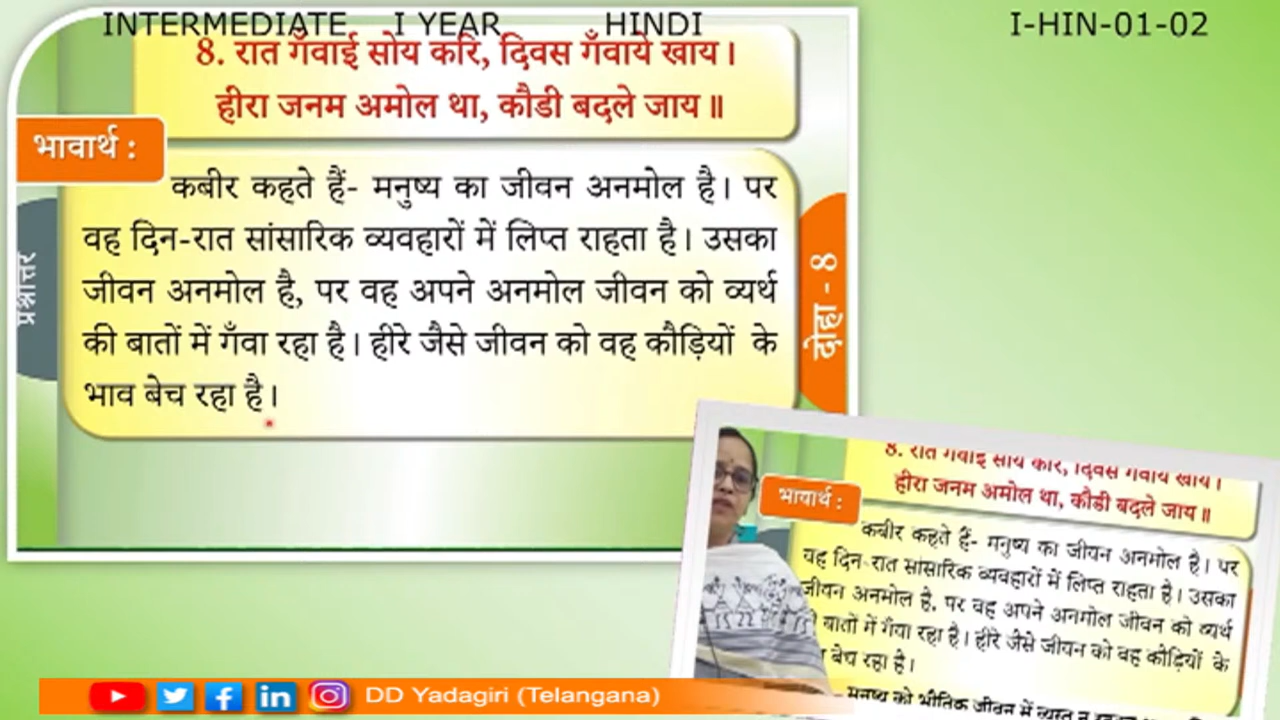 INTERMEDIATE I YEAR HINDI I-HIN-01-02
8. रात गँवाई सोय करि, दिवस गँवाये खाय।
हीरा जनम अमोल था, कौडी बदले जाय॥
भावार्थ :
कबीर कहते हैं- मनुष्य का जीवन अनमोल है। पर
वह दिन-रात सांसारिक व्यवहारों में लिप्त राहता है। उसका
जीवन अनमोल है, पर वह अपने अनमोल जीवन को व्यर्थ
की बातों में गँवा रहा है। हीरे जैसे जीवन को वह कौड़ियों के
भाव बेच रहा है।
प्रश्नोत्तर
दोहा - 8
8. रात गँवाई सोय करि, दिवस गँवाये खाय।
हीरा जनम अमोल था, कौडी बदले जाय॥
भावार्थ :
कबीर कहते हैं- मनुष्य का जीवन अनमोल है। पर
वह दिन-रात सांसारिक व्यवहारों में लिप्त राहता है। उसका
जीवन अनमोल है, पर वह अपने अनमोल जीवन को व्यर्थ
बातों में गँवा रहा है। हीरे जैसे जीवन को वह कौड़ियों के
बेच रहा है।
मनुष्य को भौतिक जीवन में व्यस्त न
DD Yadagiri (Telangana)